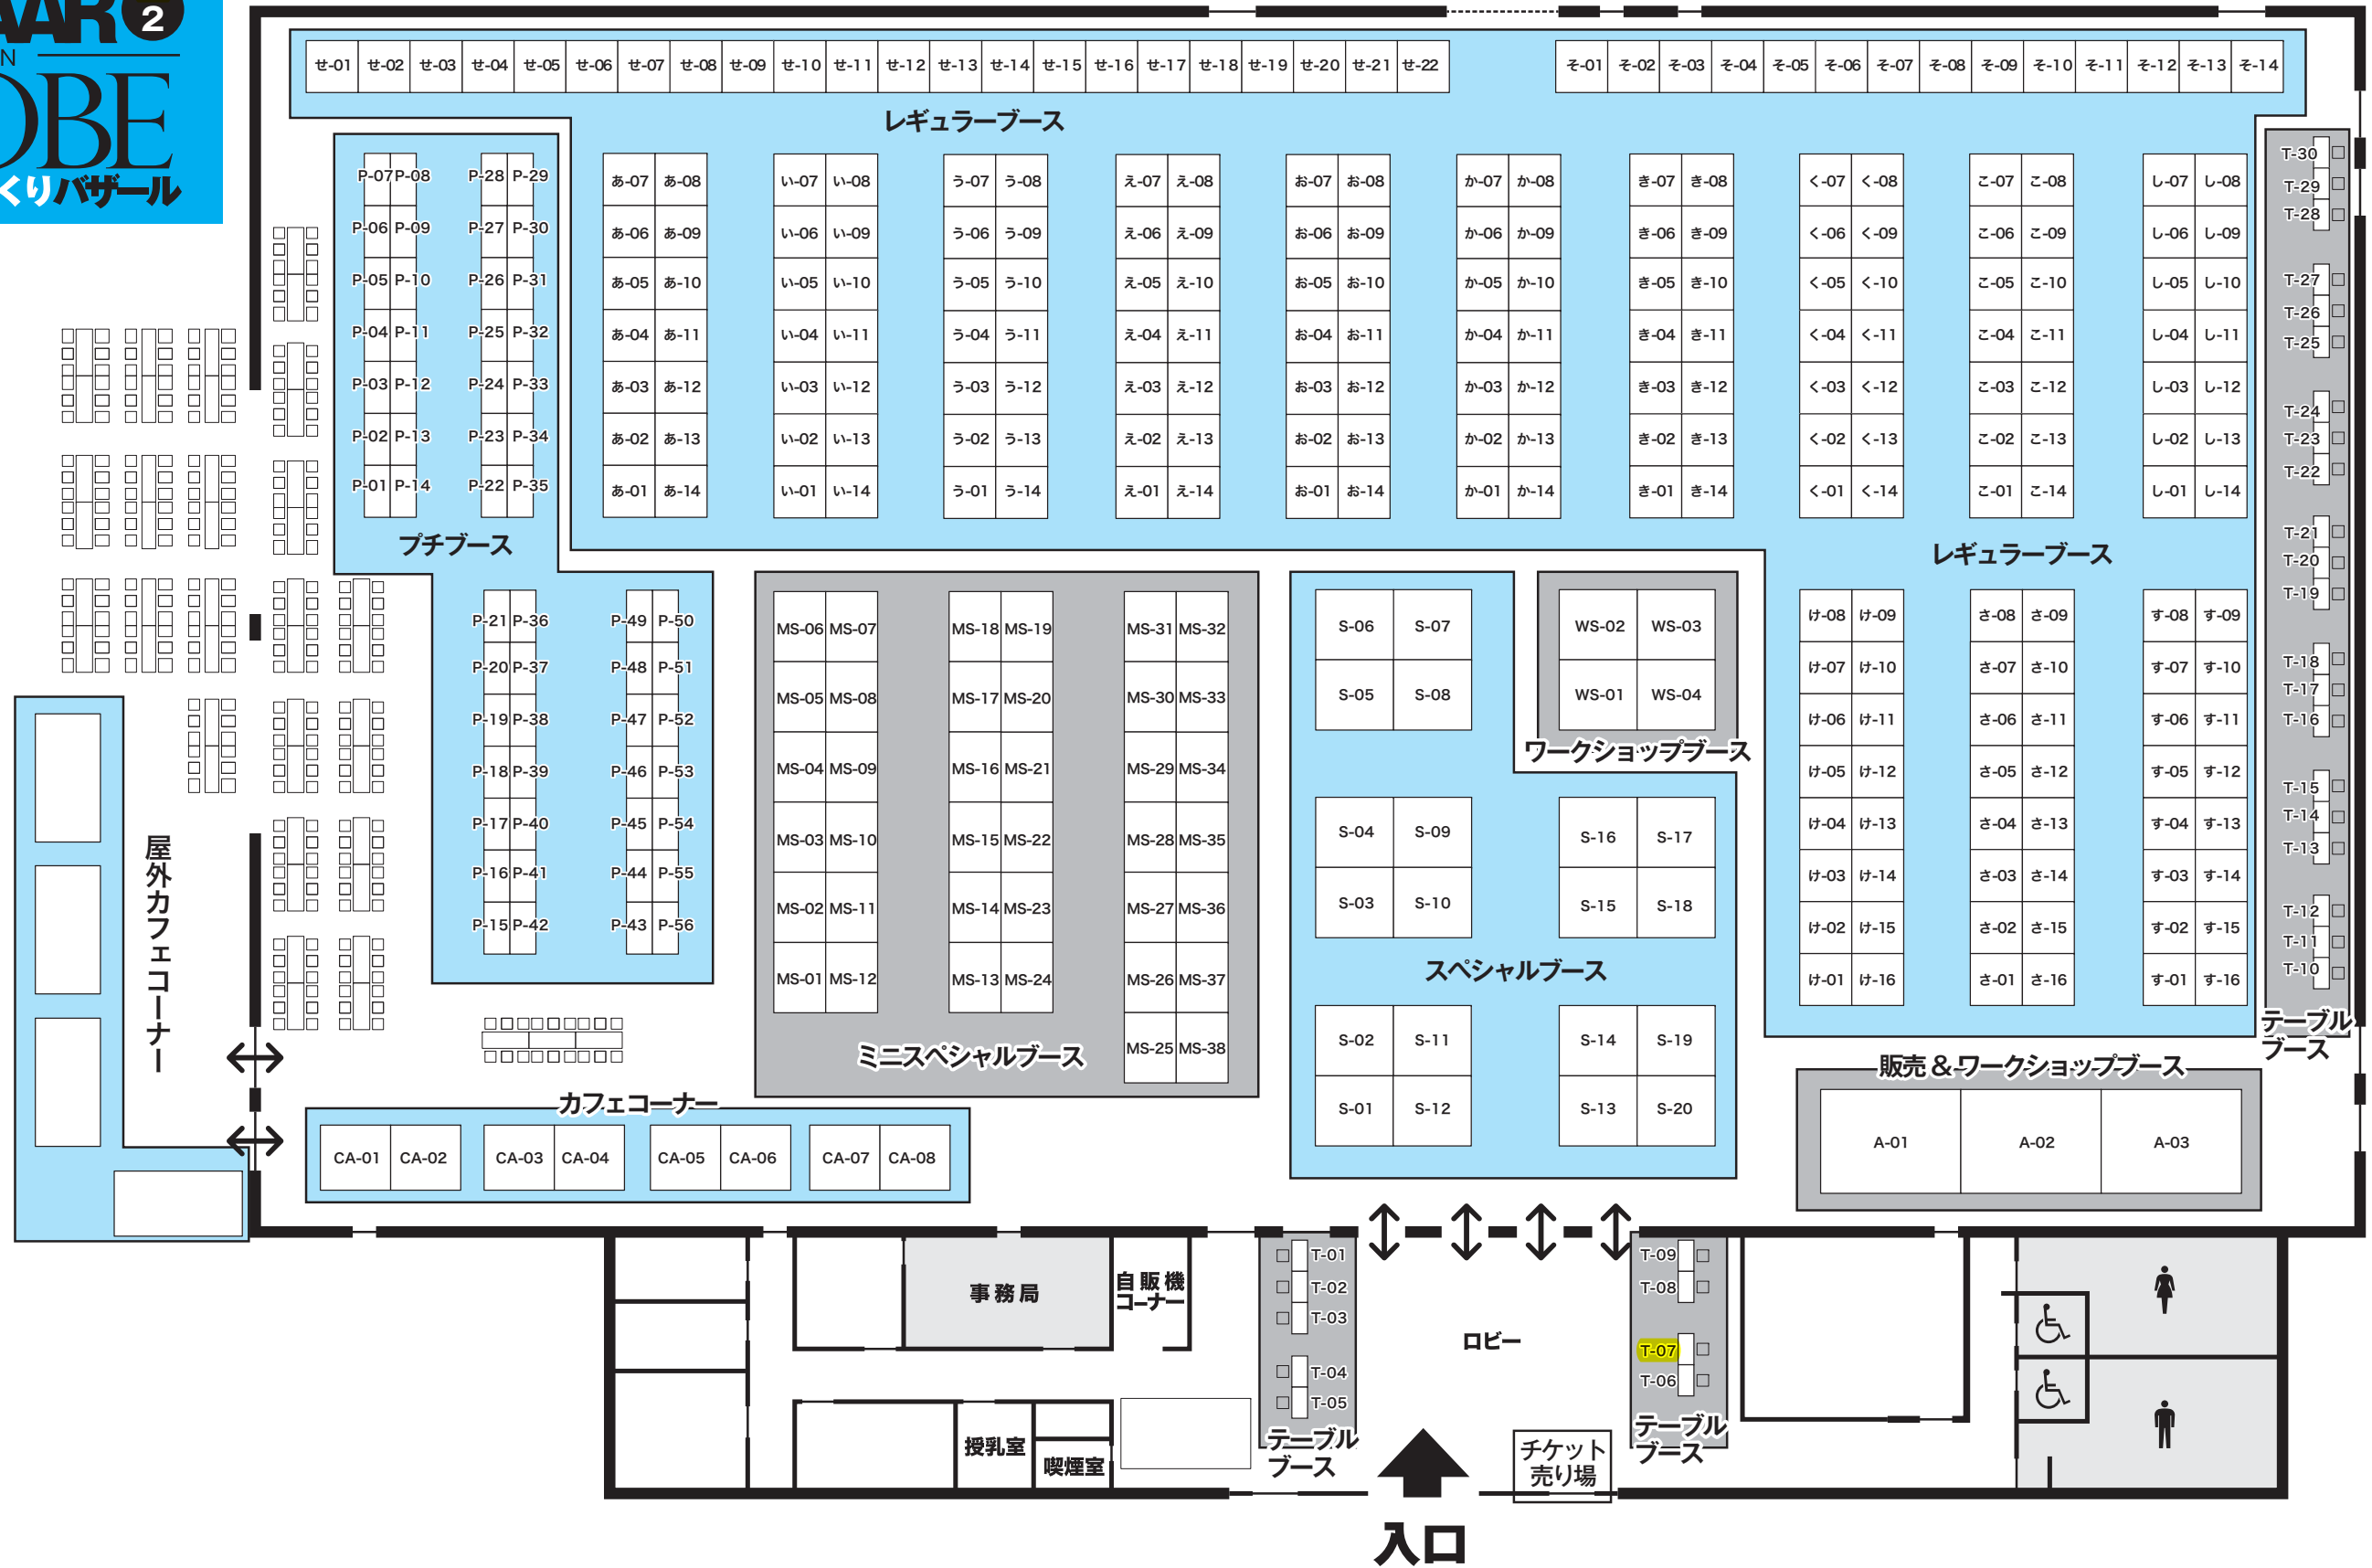 2
N
OBE
くりバザール
せ-01 せ-02 せ-03 せ-04 せ-05 せ-06 せ-07 せ-08 せ-09 せ-10 せ-11 せ-12 せ-13 せ-14 せ-15 せ-16 せ-17 せ-18 せ-19 せ-20 せ-21 せ-22
そ-01 そ-02 そ-03 そ-04 そ-05 そ-06 そ-07 そ-08 そ-09 そ-10 そ-11 そ-12 そ-13 そ-14
レギュラーブース
P-07 P-08 P-28 P-29
P-06 P-09 P-27 P-30
P-05 P-10 P-26 P-31
P-04 P-11 P-25 P-32
P-03 P-12 P-24 P-33
P-02 P-13 P-23 P-34
P-01 P-14 P-22 P-35
プチブース
あ-07 あ-08 い-07 い-08 う-07 う-08 え-07 え-08 お-07 お-08 か-07 か-08 き-07 き-08 く-07 く-08 こ-07 こ-08 し-07 し-08
あ-06 あ-09 い-06 い-09 う-06 う-09 え-06 え-09 お-06 お-09 か-06 か-09 き-06 き-09 く-06 く-09 こ-06 こ-09 し-06 し-09
あ-05 あ-10 い-05 い-10 う-05 う-10 え-05 え-10 お-05 お-10 か-05 か-10 き-05 き-10 く-05 く-10 こ-05 こ-10 し-05 し-10
あ-04 あ-11 い-04 い-11 う-04 う-11 え-04 え-11 お-04 お-11 か-04 か-11 き-04 き-11 く-04 く-11 こ-04 こ-11 し-04 し-11
あ-03 あ-12 い-03 い-12 う-03 う-12 え-03 え-12 お-03 お-12 か-03 か-12 き-03 き-12 く-03 く-12 こ-03 こ-12 し-03 し-12
あ-02 あ-13 い-02 い-13 う-02 う-13 え-02 え-13 お-02 お-13 か-02 か-13 き-02 き-13 く-02 く-13 こ-02 こ-13 し-02 し-13
あ-01 あ-14 い-01 い-14 う-01 う-14 え-01 え-14 お-01 お-14 か-01 か-14 き-01 き-14 く-01 く-14 こ-01 こ-14 し-01 し-14
レギュラーブース
T-30
T-29
T-28
T-27
T-26
T-25
T-24
T-23
T-22
T-21
T-20
T-19
T-18
T-17
T-16
T-15
T-14
T-13
T-12
T-11
T-10
テーブル
ブース
P-21 P-36 P-49 P-50
P-20 P-37 P-48 P-51
P-19 P-38 P-47 P-52
P-18 P-39 P-46 P-53
P-17 P-40 P-45 P-54
P-16 P-41 P-44 P-55
P-15 P-42 P-43 P-56
MS-06 MS-07 MS-18 MS-19 MS-31 MS-32
MS-05 MS-08 MS-17 MS-20 MS-30 MS-33
MS-04 MS-09 MS-16 MS-21 MS-29 MS-34
MS-03 MS-10 MS-15 MS-22 MS-28 MS-35
MS-02 MS-11 MS-14 MS-23 MS-27 MS-36
MS-01 MS-12 MS-13 MS-24 MS-26 MS-37
MS-25 MS-38
ミニスペシャルブース
S-06 S-07
S-05 S-08
WS-02 WS-03
WS-01 WS-04
ワークショップブース
S-04 S-09 S-16 S-17
S-03 S-10 S-15 S-18
スペシャルブース
S-02 S-11 S-14 S-19
S-01 S-12 S-13 S-20
け-08 け-09 さ-08 さ-09 す-08 す-09
け-07 け-10 さ-07 さ-10 す-07 す-10
け-06 け-11 さ-06 さ-11 す-06 す-11
け-05 け-12 さ-05 さ-12 す-05 す-12
け-04 け-13 さ-04 さ-13 す-04 す-13
け-03 け-14 さ-03 さ-14 す-03 す-14
け-02 け-15 さ-02 さ-15 す-02 す-15
け-01 け-16 さ-01 さ-16 す-01 す-16
販売&ワークショップブース
A-01 A-02 A-03
屋外カフェコーナー
カフェコーナー
CA-01 CA-02 CA-03 CA-04 CA-05 CA-06 CA-07 CA-08
事務局
自販機
コーナー
授乳室
喫煙室
T-01
T-02
T-03
T-04
T-05
テーブル
ブース
ロビー
T-09
T-08
T-07
T-06
テーブル
ブース
チケット
売り場
入口